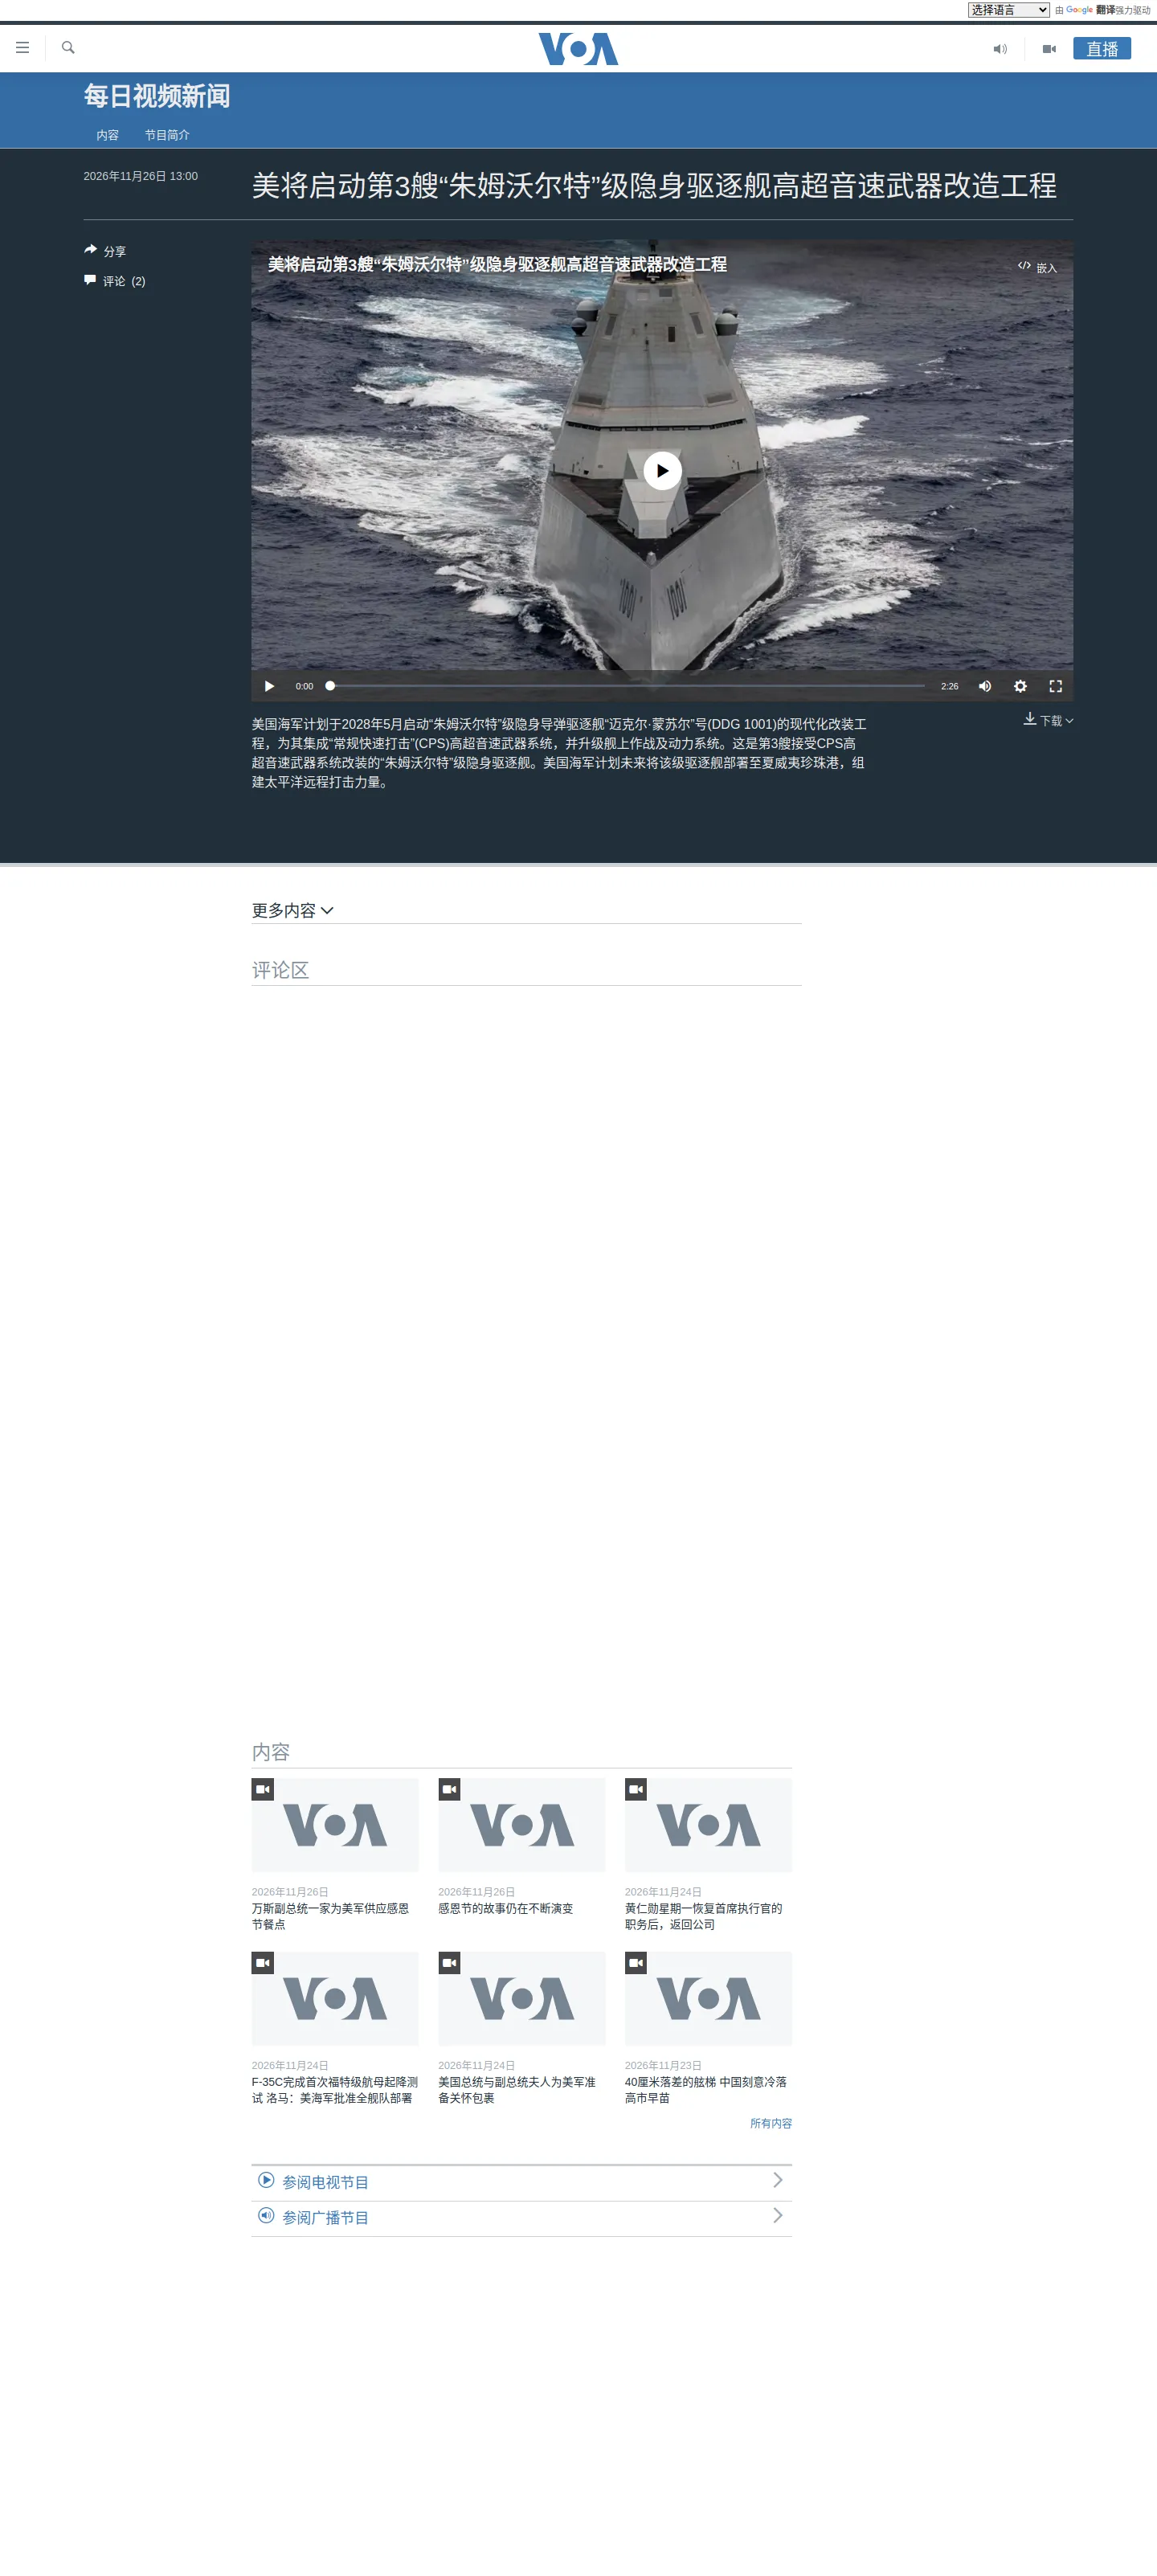 选择语言 由 Google 翻译强力驱动
VOA 直播
每日视频新闻
内容 节目简介
2026年11月26日 13:00
美将启动第3艘“朱姆沃尔特”级隐身驱逐舰高超音速武器改造工程
分享
评论 (2)
美将启动第3艘“朱姆沃尔特”级隐身驱逐舰高超音速武器改造工程
嵌入
1001 1001
0:00 2:26
美国海军计划于2028年5月启动“朱姆沃尔特”级隐身导弹驱逐舰“迈克尔·蒙苏尔”号(DDG 1001)的现代化改装工
程，为其集成“常规快速打击”(CPS)高超音速武器系统，并升级舰上作战及动力系统。这是第3艘接受CPS高
超音速武器系统改装的“朱姆沃尔特”级隐身驱逐舰。美国海军计划未来将该级驱逐舰部署至夏威夷珍珠港，组
建太平洋远程打击力量。
下载
更多内容
评论区
内容
VOA VOA VOA
2026年11月26日
万斯副总统一家为美军供应感恩
节餐点
2026年11月26日
感恩节的故事仍在不断演变
2026年11月24日
黄仁勋星期一恢复首席执行官的
职务后，返回公司
VOA VOA VOA
2026年11月24日
F-35C完成首次福特级航母起降测
试 洛马：美海军批准全舰队部署
2026年11月24日
美国总统与副总统夫人为美军准
备关怀包裹
2026年11月23日
40厘米落差的舷梯 中国刻意冷落
高市早苗
所有内容
参阅电视节目
参阅广播节目